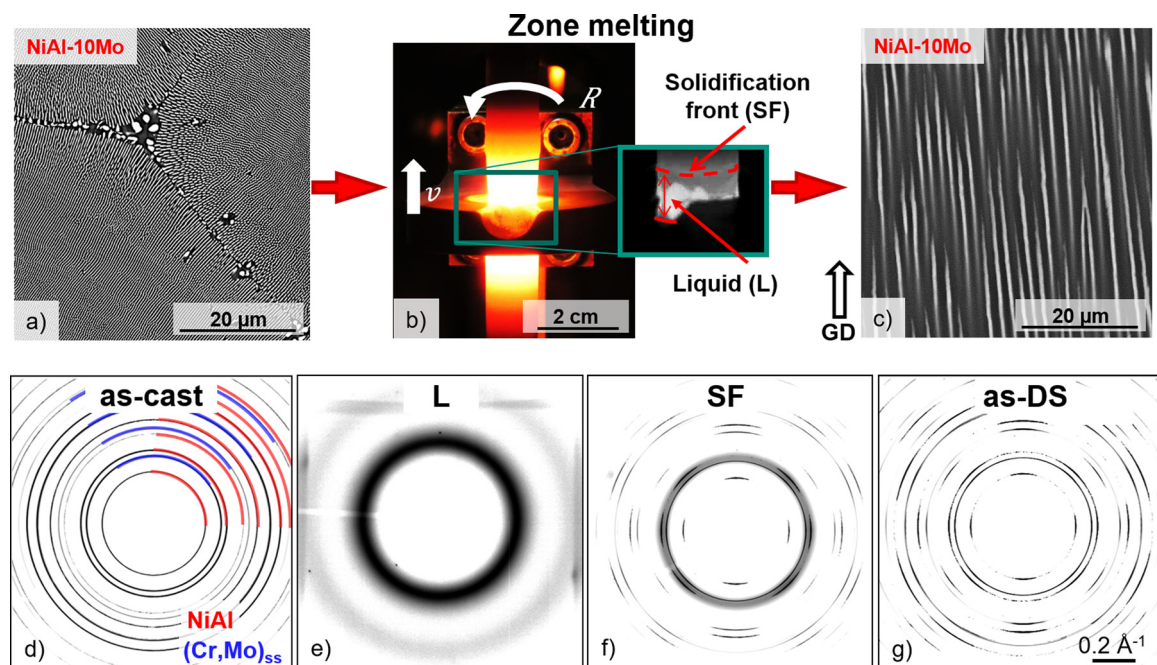 Zone melting
NiAl-10Mo
a)
20 µm
R
v
b)
2 cm
Solidification
front (SF)
Liquid (L)
NiAl-10Mo
GD
c)
20 µm
as-cast
NiAl
(Cr,Mo)ss
d)
L
e)
SF
f)
as-DS
g)
0.2 Å-1